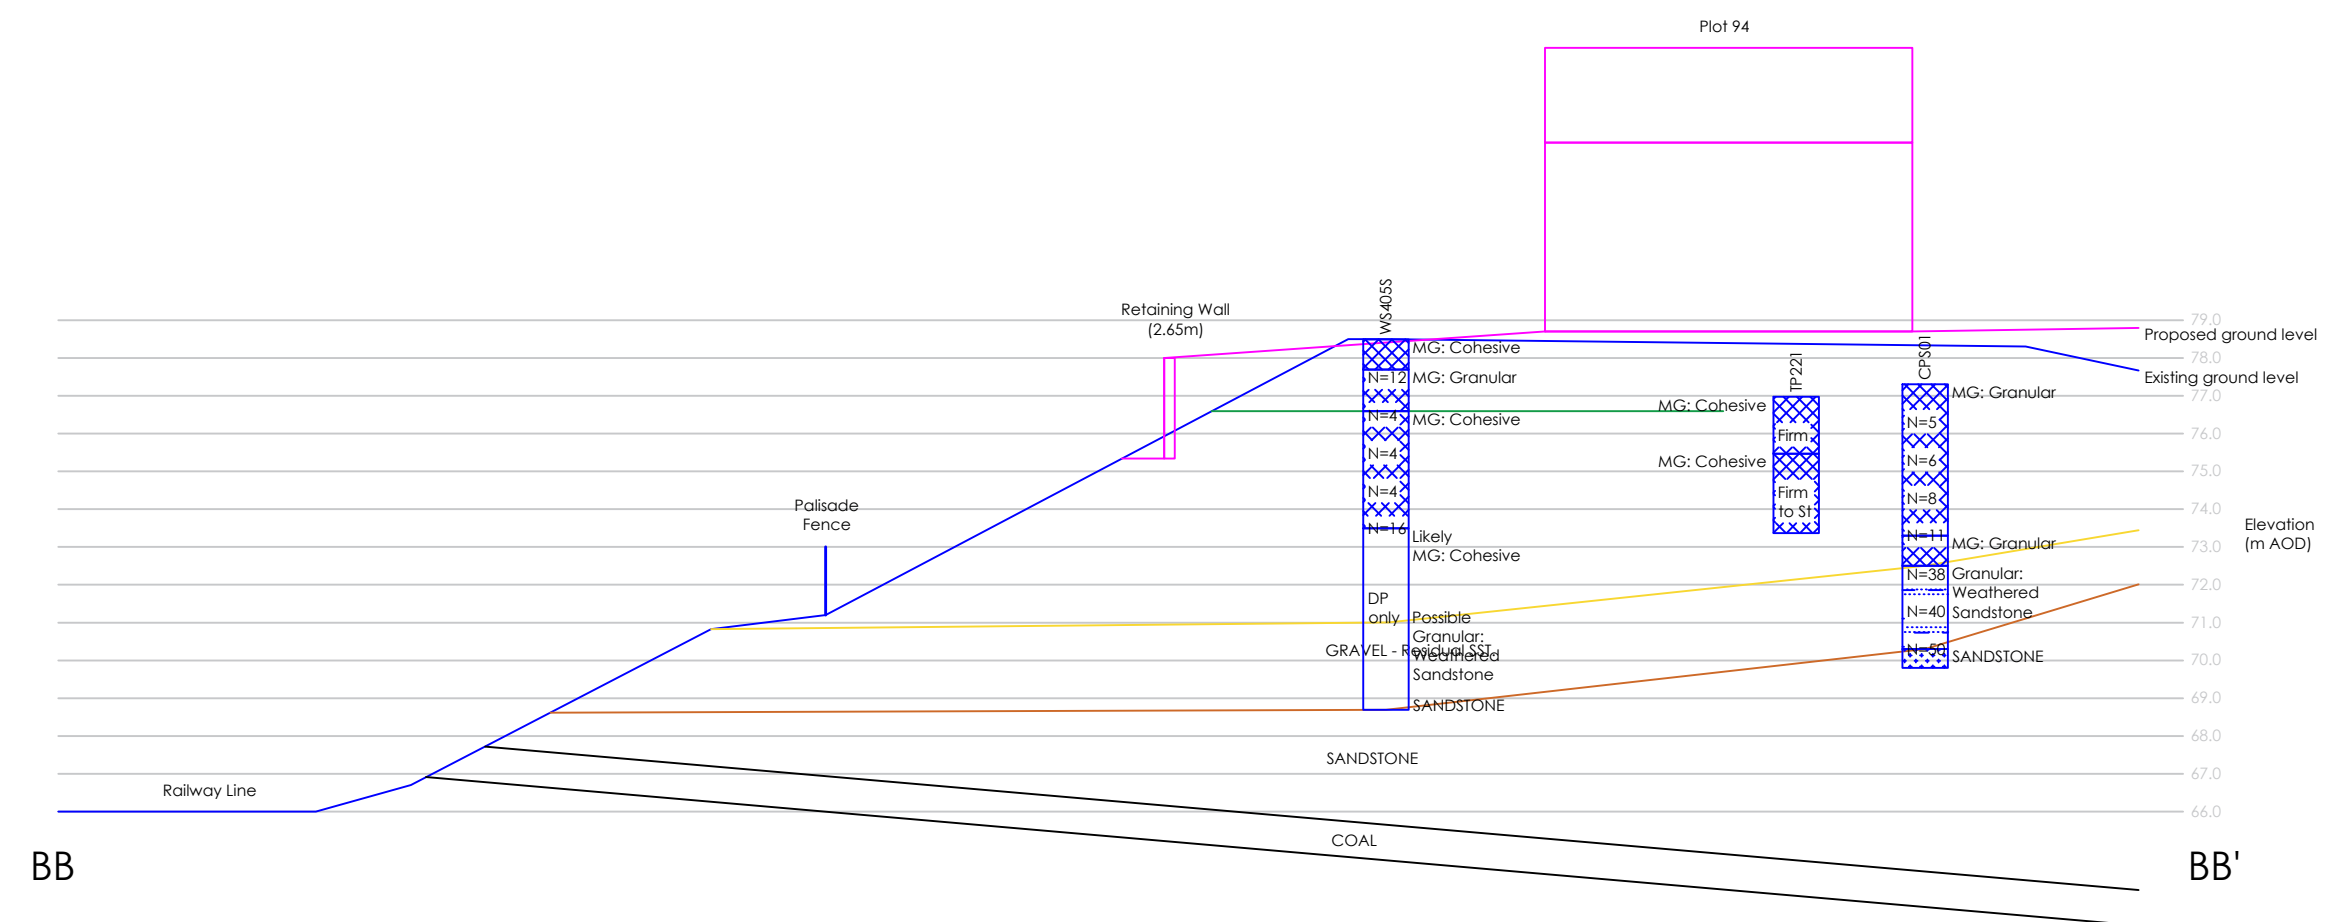 Plot 94
Retaining Wall
(2.65m)
WS405S
79.0
Proposed ground level
MG: Cohesive
78.0
CPS01
TP221
Existing ground level
N=12
MG: Granular
77.0
MG: Granular
MG: Cohesive
N=4
MG: Cohesive
N=5
76.0
Firm
N=4
N=6
75.0
MG: Cohesive
N=4
Firm
to St
N=8
74.0
Palisade
Fence
N=16
Likely
MG: Cohesive
N=11
MG: Granular
73.0
Elevation
(m AOD)
N=38
Granular:
Weathered
Sandstone
72.0
DP
only
N=40
71.0
Possible
Granular:
Weathered
Sandstone
GRAVEL - Residual SST
N=50
SANDSTONE
70.0
69.0
SANDSTONE
68.0
SANDSTONE
67.0
Railway Line
66.0
COAL
BB
BB'